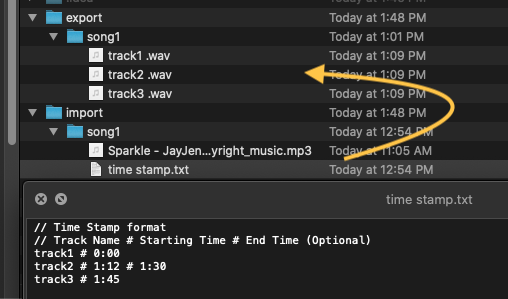 export Today at 1:48 PM
song1 Today at 1:01 PM
track1 .wav Today at 1:09 PM
track2 .wav Today at 1:09 PM
track3 .wav Today at 1:09 PM
import Today at 1:48 PM
song1 Today at 12:54 PM
Sparkle - JayJen...yright_music.mp3 Today at 11:05 AM
time stamp.txt Today at 12:54 PM
time stamp.txt
// Time Stamp format
// Track Name # Starting Time # End Time (Optional)
track1 # 0:00
track2 # 1:12 # 1:30
track3 # 1:45